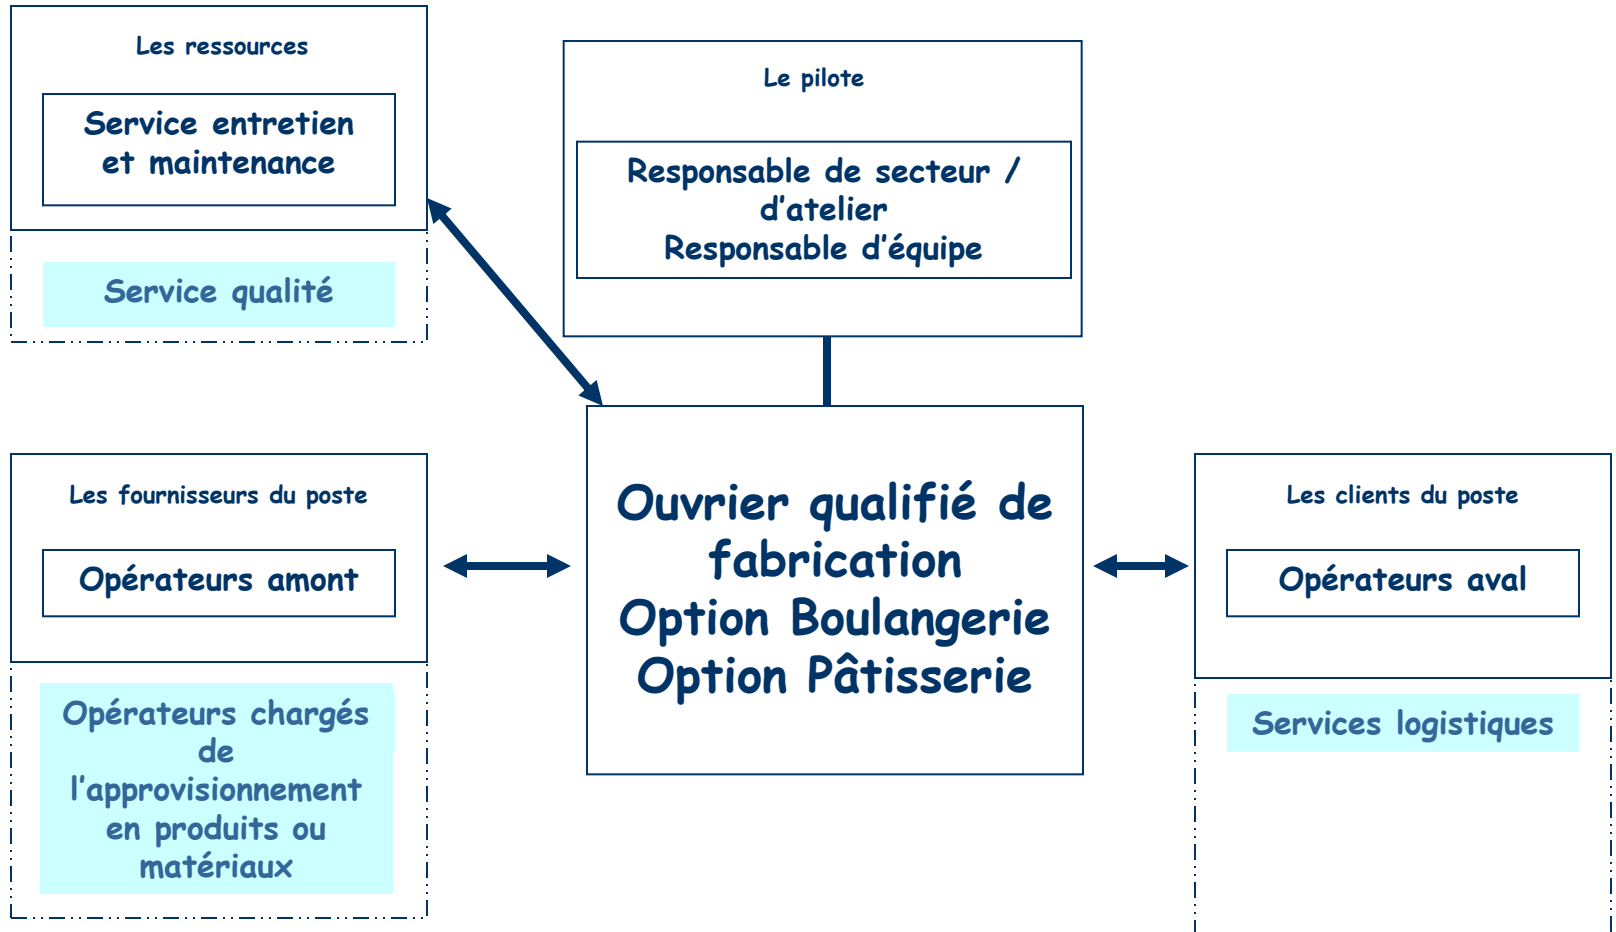 Les ressources
Service entretien
et maintenance
Service qualité
Le pilote
Responsable de secteur /
d’atelier
Responsable d’équipe
Les fournisseurs du poste
Opérateurs amont
Opérateurs chargés
de
l’approvisionnement
en produits ou
matériaux
Ouvrier qualifié de
fabrication
Option Boulangerie
Option Pâtisserie
Les clients du poste
Opérateurs aval
Services logistiques